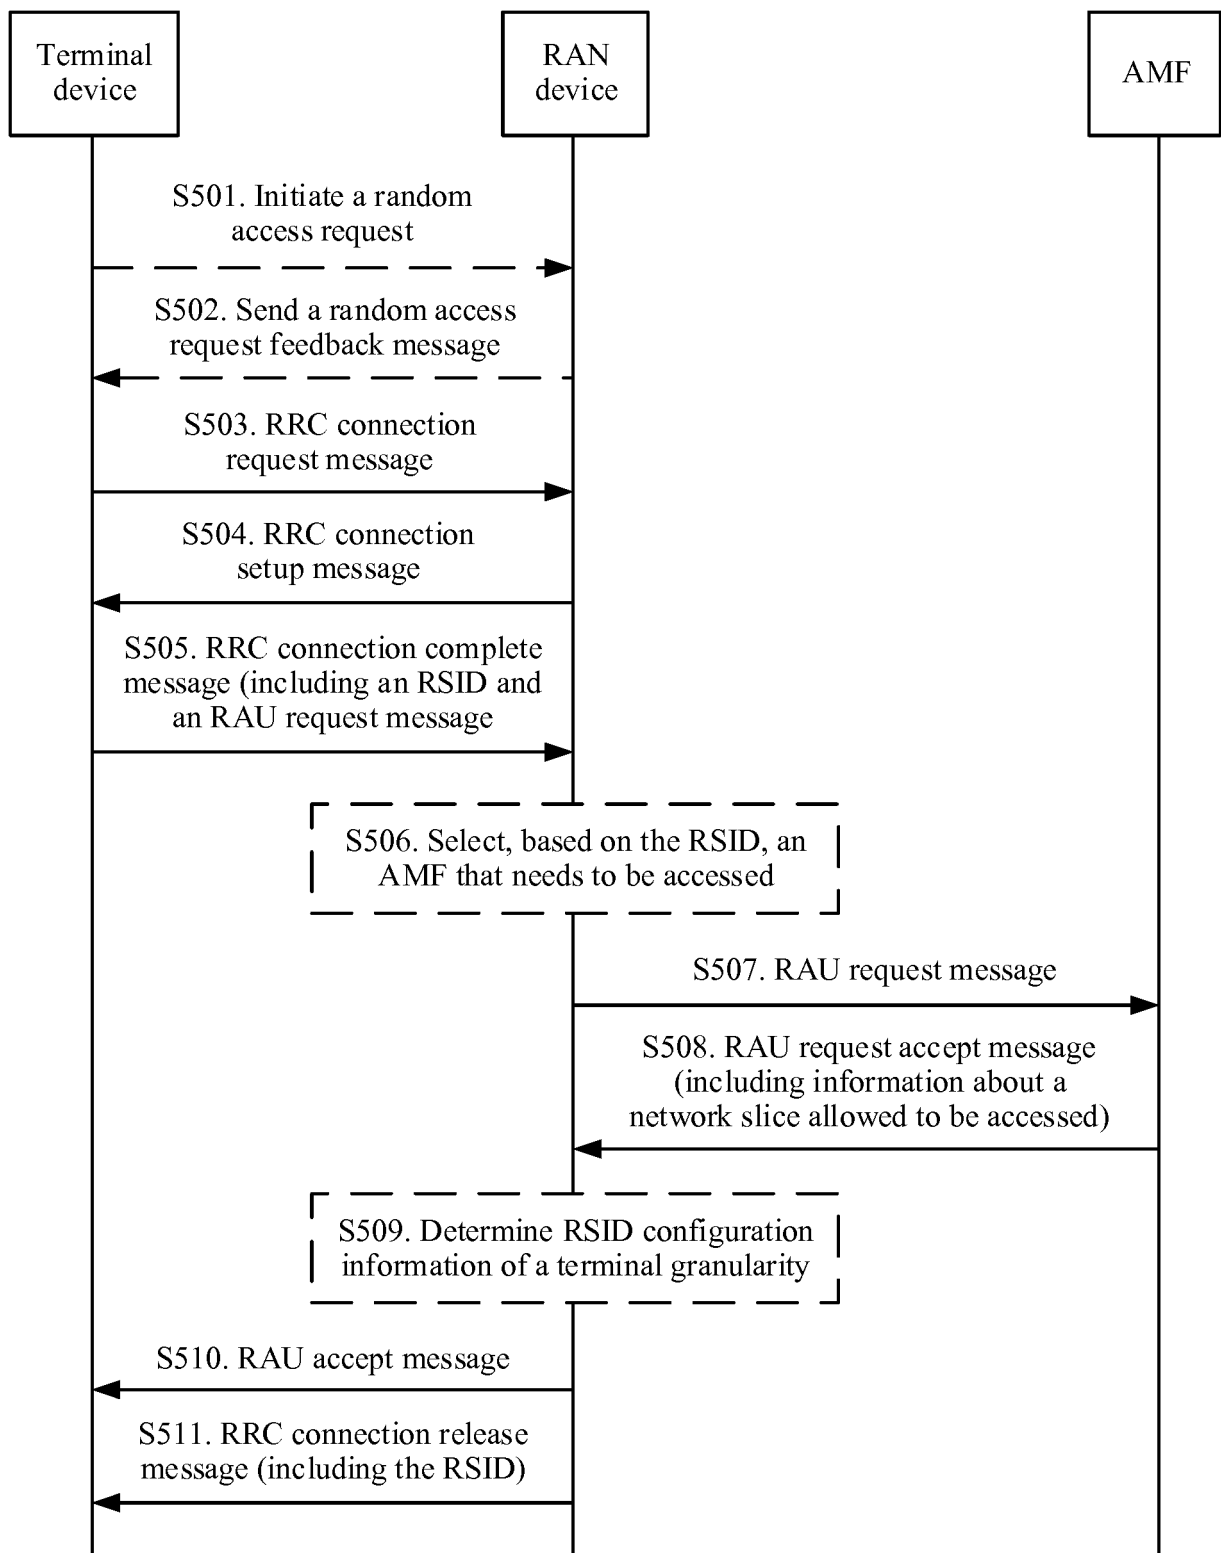 Terminal
device
RAN
device
AMF
S501. Initiate a random
access request
S502. Send a random access
request feedback message
S503. RRC connection
request message
S504. RRC connection
setup message
S505. RRC connection complete
message (including an RSID and
an RAU request message
S506. Select, based on the RSID, an
AMF that needs to be accessed
S507. RAU request message
S508. RAU request accept message
(including information about a
network slice allowed to be accessed)
S509. Determine RSID configuration
information of a terminal granularity
S510. RAU accept message
S511. RRC connection release
message (including the RSID)